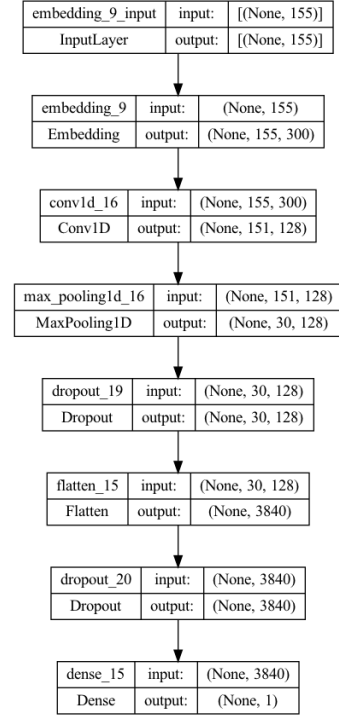 embedding_9_input input: [(None, 155)]
InputLayer output: [(None, 155)]
embedding_9 input: (None, 155)
Embedding output: (None, 155, 300)
conv1d_16 input: (None, 155, 300)
Conv1D output: (None, 151, 128)
max_pooling1d_16 input: (None, 151, 128)
MaxPooling1D output: (None, 30, 128)
dropout_19 input: (None, 30, 128)
Dropout output: (None, 30, 128)
flatten_15 input: (None, 30, 128)
Flatten output: (None, 3840)
dropout_20 input: (None, 3840)
Dropout output: (None, 3840)
dense_15 input: (None, 3840)
Dense output: (None, 1)